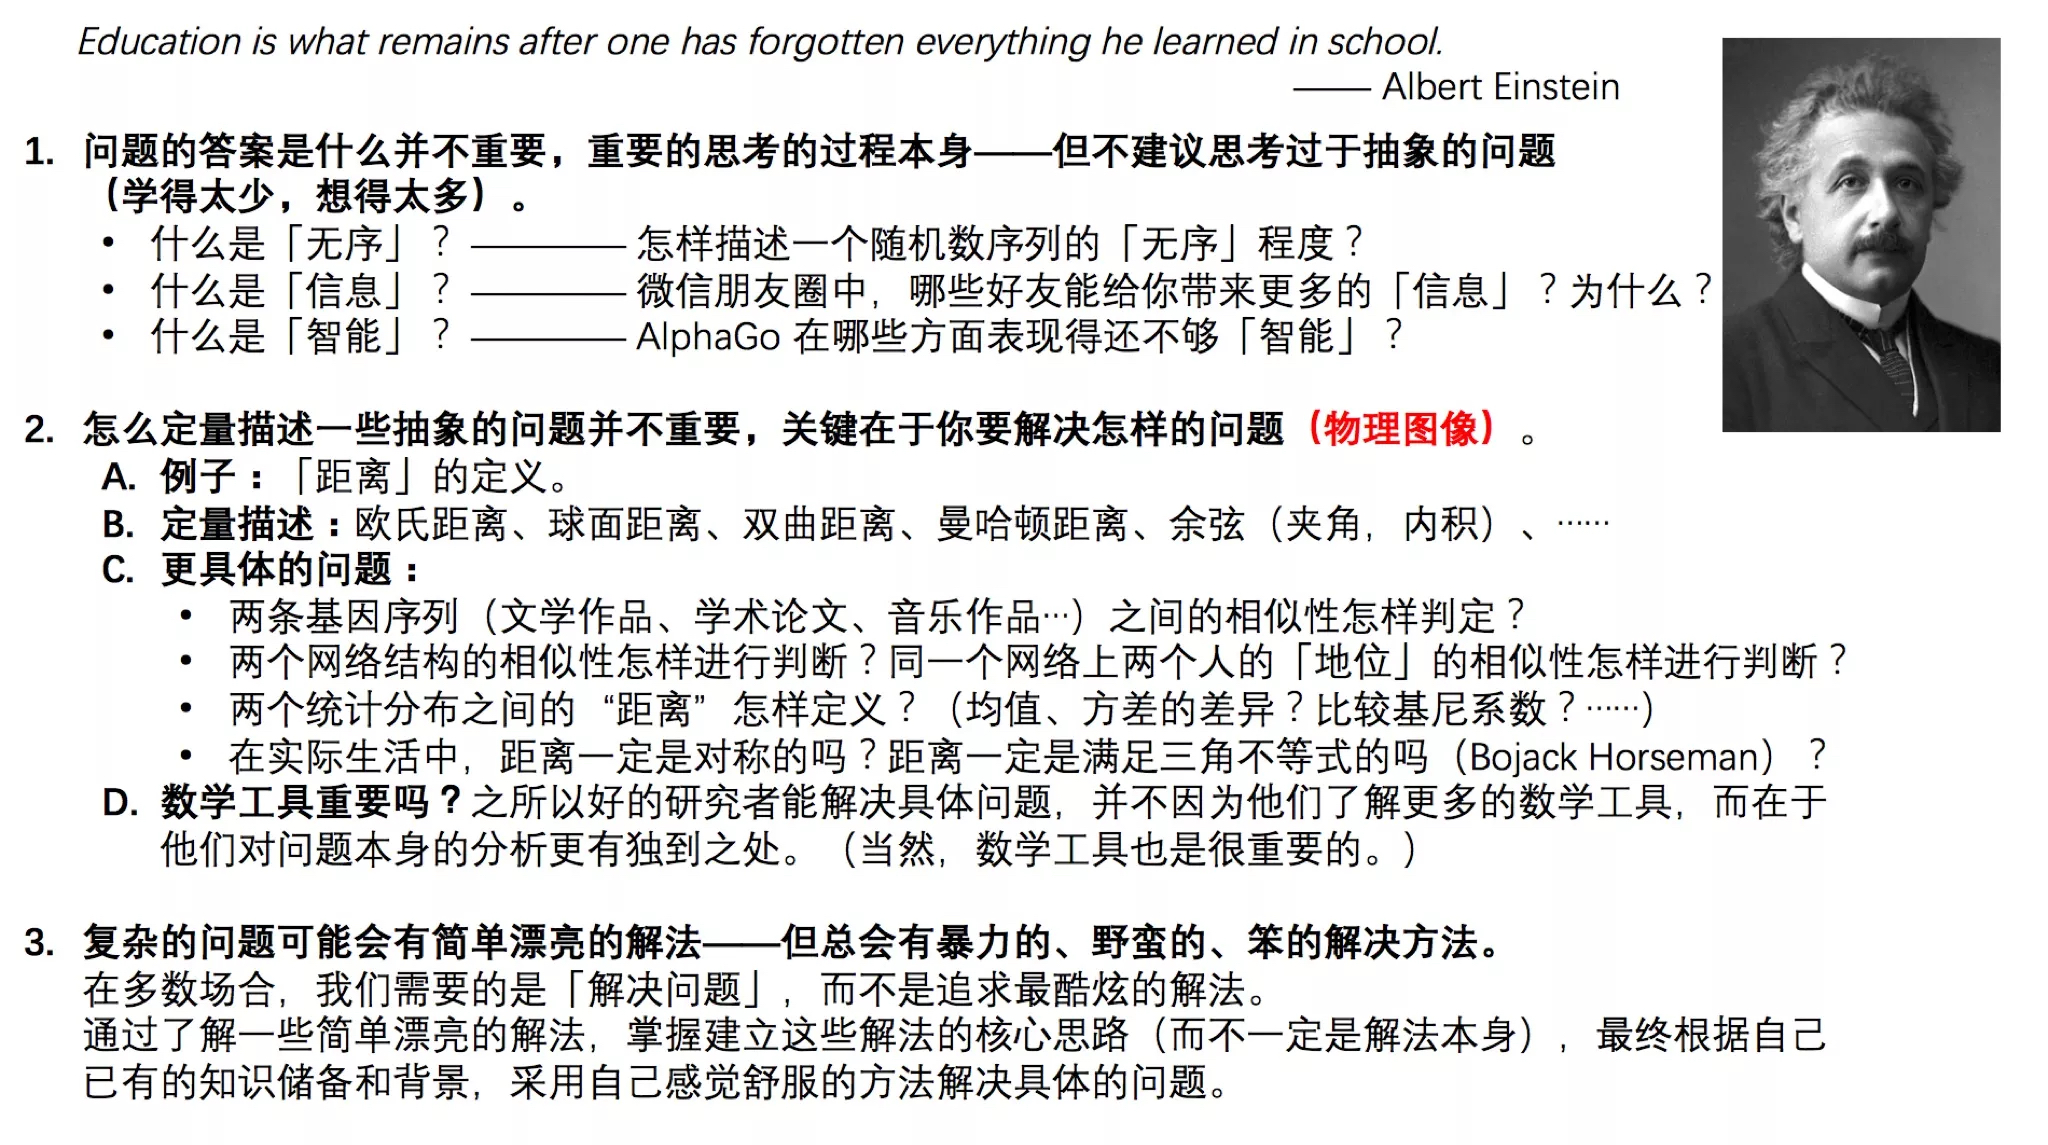 Education is what remains after one has forgotten everything he learned in school.
—— Albert Einstein
1. 问题的答案是什么并不重要，重要的思考的过程本身——但不建议思考过于抽象的问题
（学得太少，想得太多）。
• 什么是「无序」？ ———— 怎样描述一个随机数序列的「无序」程度？
• 什么是「信息」？ ———— 微信朋友圈中，哪些好友能给你带来更多的「信息」？为什么？
• 什么是「智能」？ ———— AlphaGo 在哪些方面表现得还不够「智能」？
2. 怎么定量描述一些抽象的问题并不重要，关键在于你要解决怎样的问题（物理图像）。
A. 例子：「距离」的定义。
B. 定量描述：欧氏距离、球面距离、双曲距离、曼哈顿距离、余弦（夹角，内积）、……
C. 更具体的问题：
• 两条基因序列（文学作品、学术论文、音乐作品…）之间的相似性怎样判定？
• 两个网络结构的相似性怎样进行判断？同一个网络上两个人的「地位」的相似性怎样进行判断？
• 两个统计分布之间的“距离”怎样定义？（均值、方差的差异？比较基尼系数？……）
• 在实际生活中，距离一定是对称的吗？距离一定是满足三角不等式的吗（Bojack Horseman）？
D. 数学工具重要吗？之所以好的研究者能解决具体问题，并不因为他们了解更多的数学工具，而在于
他们对问题本身的分析更有独到之处。（当然，数学工具也是很重要的。）
3. 复杂的问题可能会有简单漂亮的解法——但总会有暴力的、野蛮的、笨的解决方法。
在多数场合，我们需要的是「解决问题」，而不是追求最酷炫的解法。
通过了解一些简单漂亮的解法，掌握建立这些解法的核心思路（而不一定是解法本身），最终根据自己
已有的知识储备和背景，采用自己感觉舒服的方法解决具体的问题。